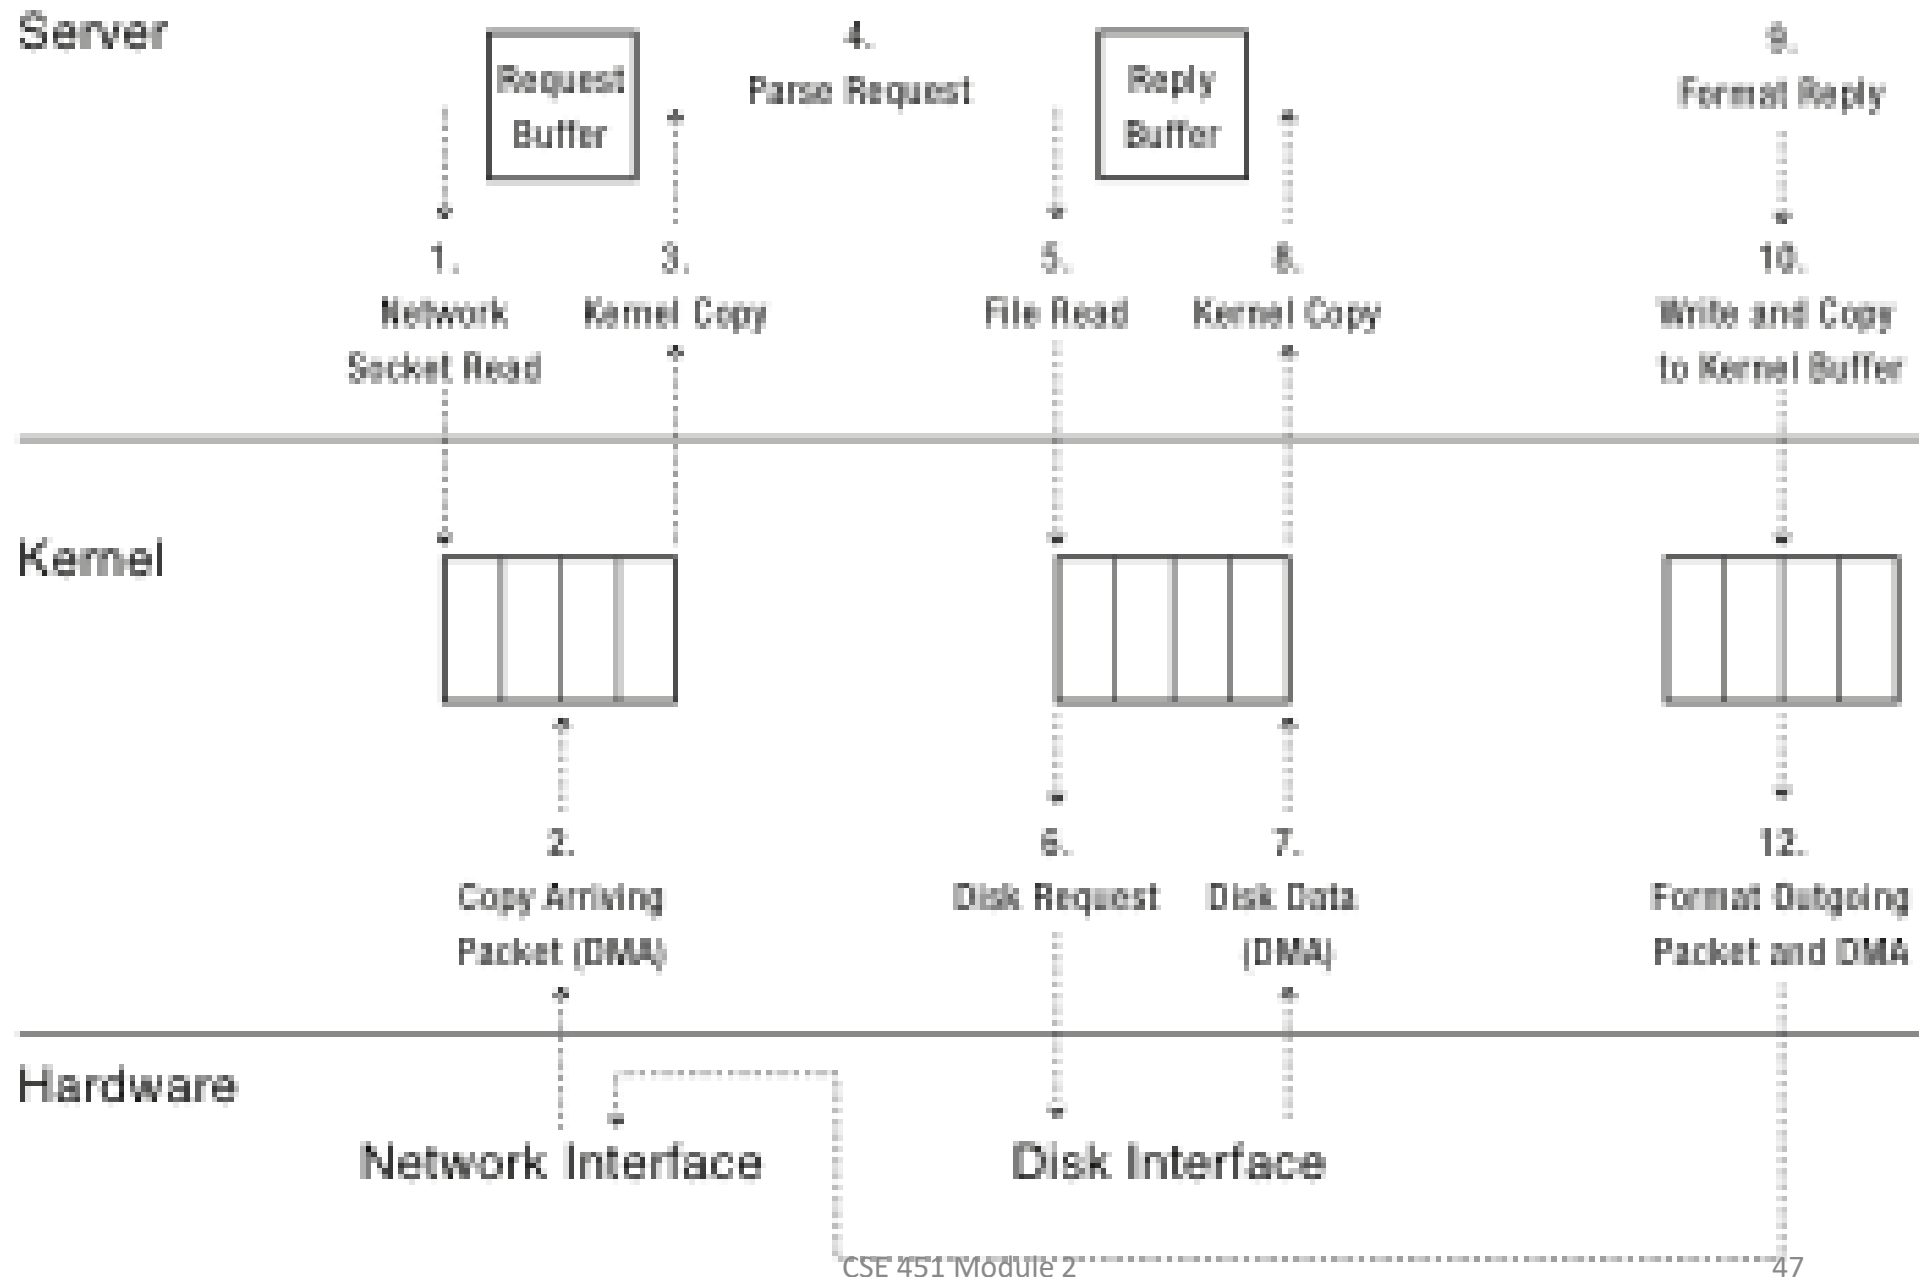 Server
Request
Buffer
4.
Parse Request
Reply
Buffer
9.
Format Reply
1.
Network
Socket Read
3.
Kernel Copy
5.
File Read
8.
Kernel Copy
10.
Write and Copy
to Kernel Buffer
Kernel
2.
Copy Arriving
Packet (DMA)
6.
Disk Request
7.
Disk Data
(DMA)
12.
Format Outgoing
Packet and DMA
Hardware
Network Interface
Disk Interface
CSE 451 Module 2
47